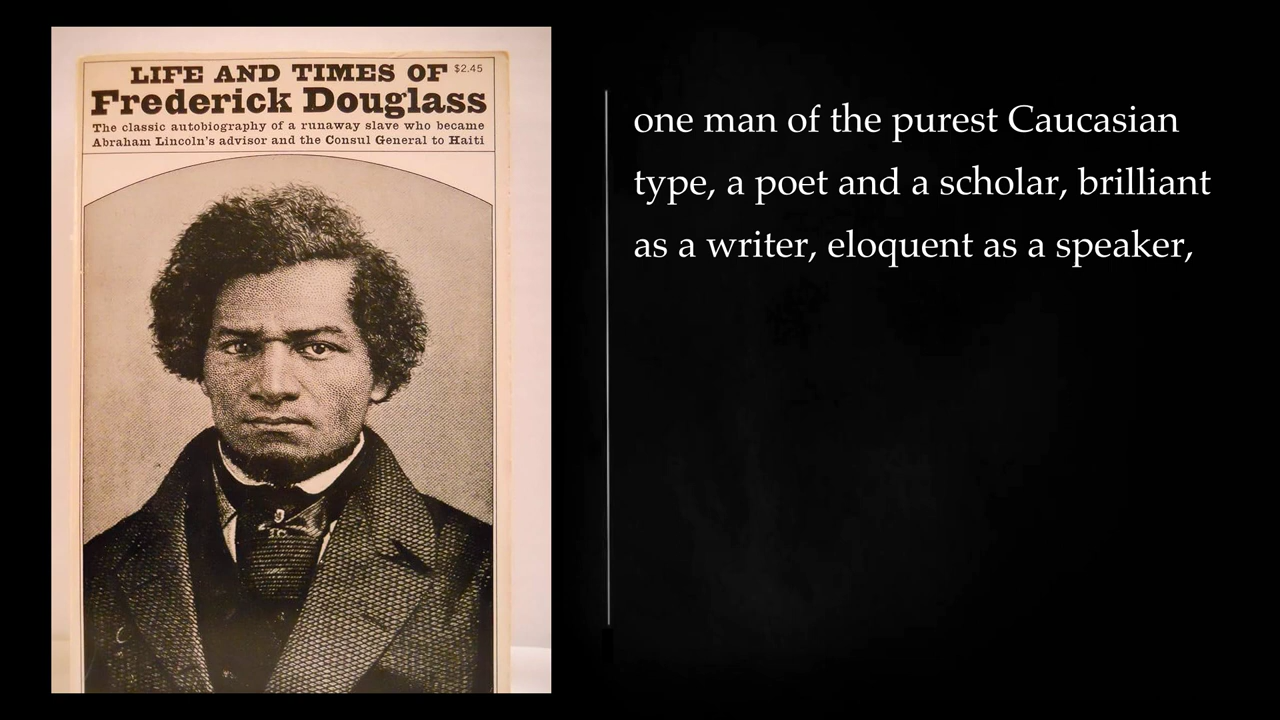 LIFE AND TIMES OF $2.45
Frederick Douglass
The classic autobiography of a runaway slave who became
Abraham Lincoln's advisor and the Consul General to Haiti
one man of the purest Caucasian
type, a poet and a scholar, brilliant
as a writer, eloquent as a speaker,